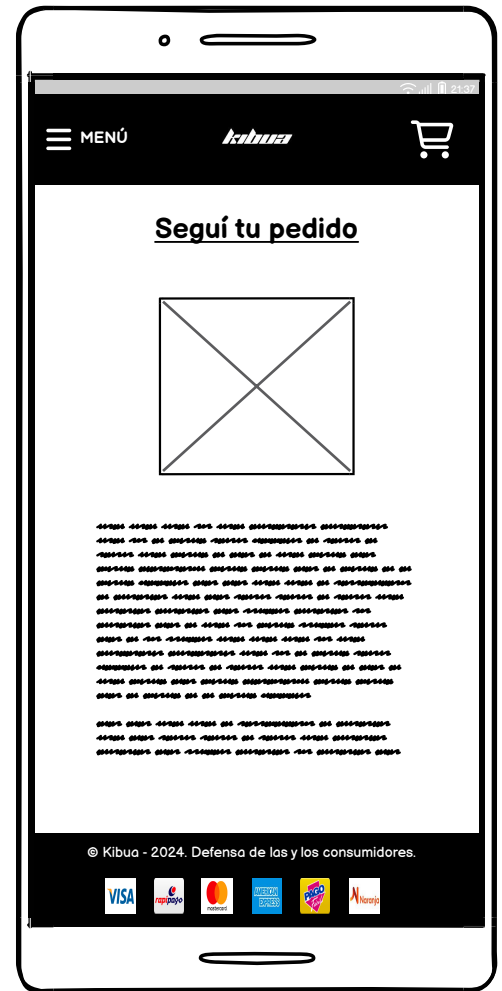 21:37
MENÚ
kibua
Seguí tu pedido
© Kibua - 2024. Defensa de las y los consumidores.
VISA
rapipago
mastercard
AMERICAN EXPRESS
PAGO fácil
Naranja